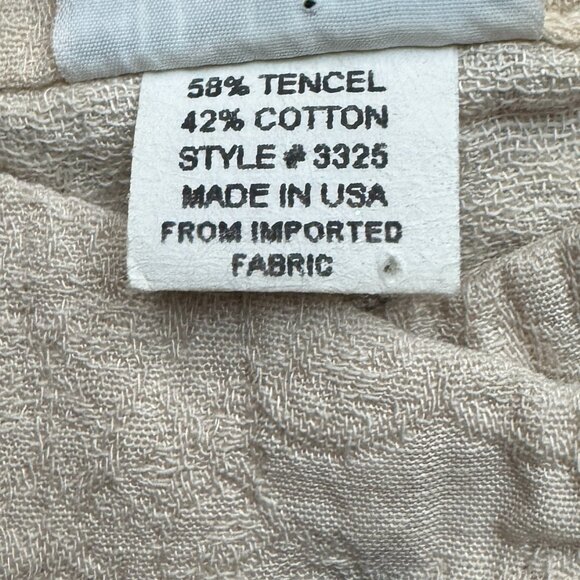 58% TENCEL
42% COTTON
STYLE # 3325
MADE IN USA
FROM IMPORTED
FABRIC